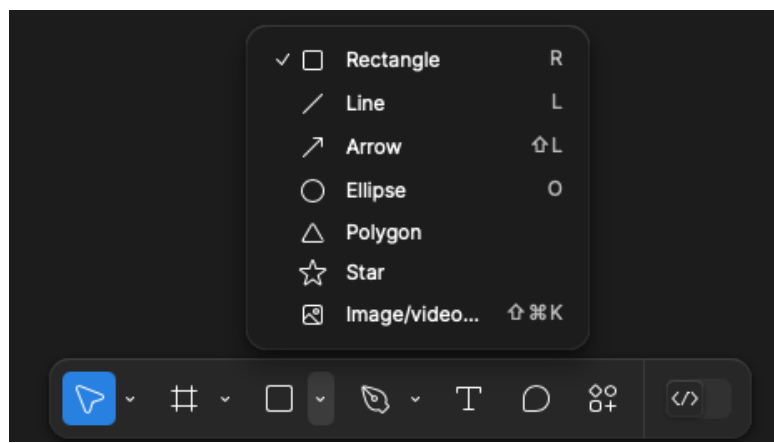 Rectangle R
Line L
Arrow ⇧L
Ellipse O
Polygon
Star
Image/video... ⇧⌘K